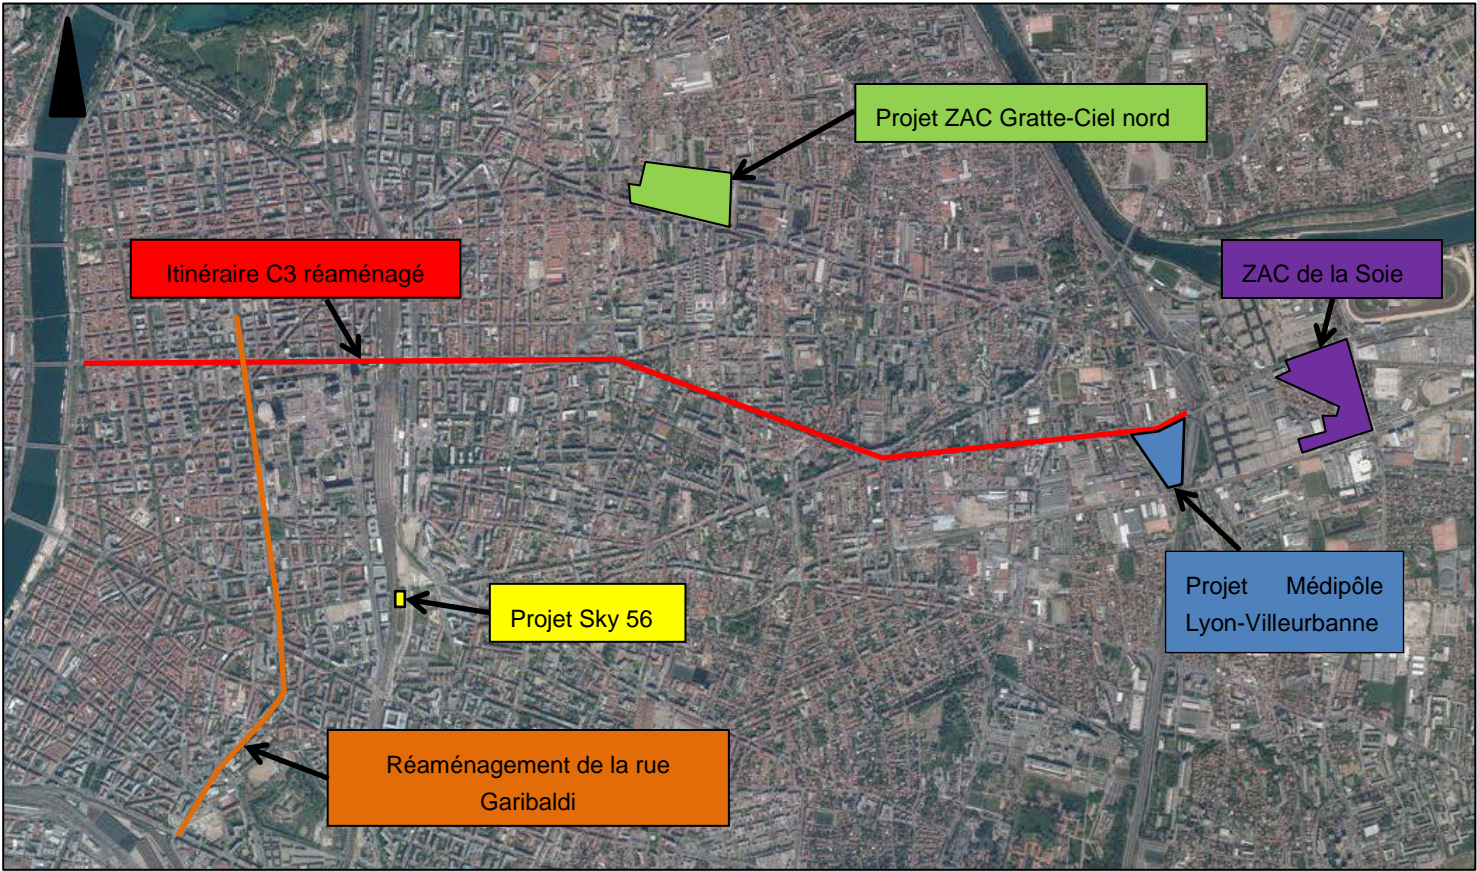 Projet ZAC Gratte-Ciel nord
Itinéraire C3 réaménagé
ZAC de la Soie
Projet Sky 56
Projet Médipôle
Lyon-Villeurbanne
Réaménagement de la rue
Garibaldi